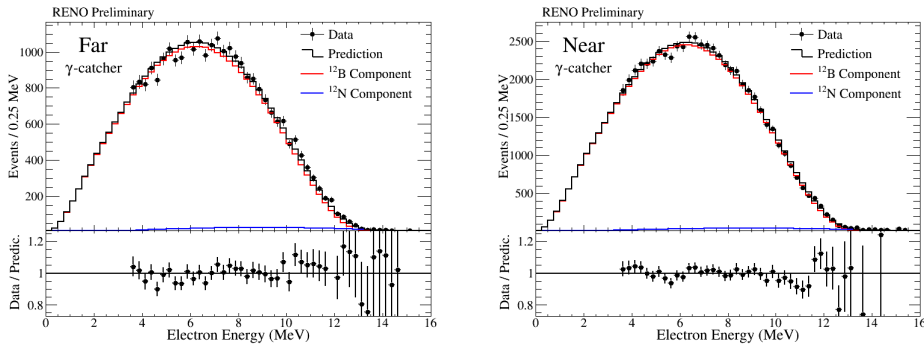 RENO Preliminary
Far
γ-catcher
Data
Prediction
¹²B Component
¹²N Component
Events / 0.25 MeV
1000
800
600
400
200
Data / Predic.
1.2
1
0.8
0 2 4 6 8 10 12 14 16
Electron Energy (MeV)
RENO Preliminary
Near
γ-catcher
Data
Prediction
¹²B Component
¹²N Component
Events / 0.25 MeV
2500
2000
1500
1000
500
Data / Predic.
1.2
1
0.8
0 2 4 6 8 10 12 14 16
Electron Energy (MeV)